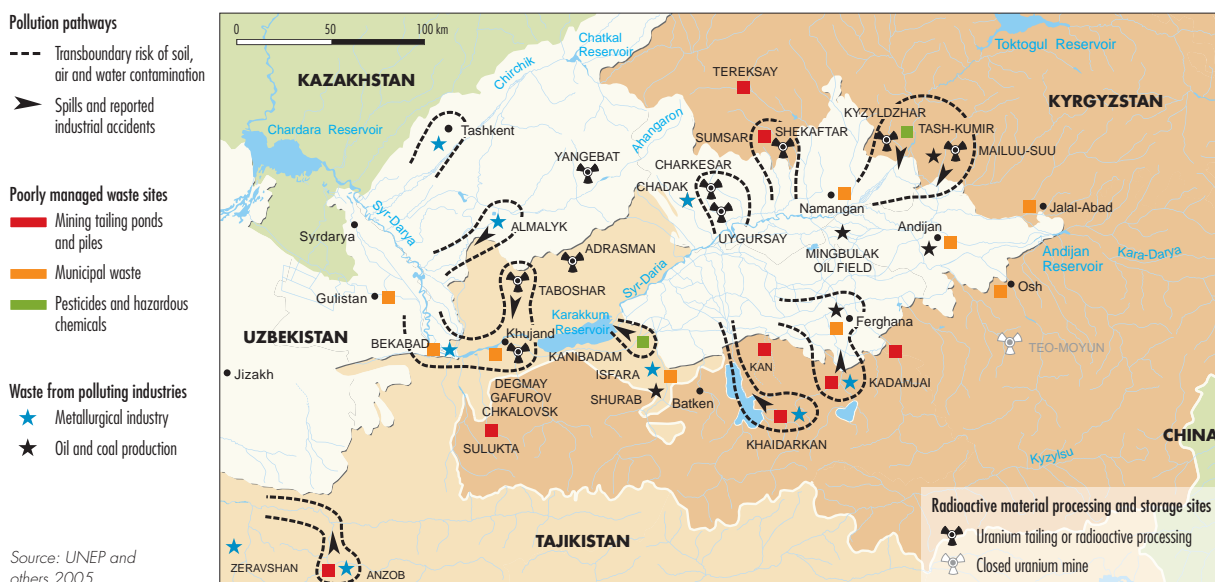 Pollution pathways
Transboundary risk of soil,
air and water contamination
Spills and reported
industrial accidents
Poorly managed waste sites
Mining tailing ponds
and piles
Municipal waste
Pesticides and hazardous
chemicals
Waste from polluting industries
Metallurgical industry
Oil and coal production
Source: UNEP and
others 2005
0 50 100 km
KAZAKHSTAN
Chatkal
Reservoir
Chirchik
Toktogul Reservoir
TEREKSAY
KYRGYZSTAN
Chardara Reservoir
Tashkent
Ahangaron
YANGEBAT
SUMSAR
SHEKAFTAR
KYZYLDZHAR
TASH-KUMIR
MAILUU-SUU
CHARKESAR
CHADAK
UYGURSAY
Namangan
Jalal-Abad
Syr-Darya
Syrdarya
ALMALYK
ADRASMAN
TABOSHAR
Syr-Daria
MINGBULAK
OIL FIELD
Andijan
Andijan
Reservoir
Kara-Darya
Osh
Gulistan
UZBEKISTAN
BEKABAD
Khujand
Karakkum
Reservoir
KANIBADAM
Ferghana
TEO-MOYUN
Jizakh
DEGMAY
GAFUROV
CHKALOVSK
ISFARA
SHURAB
Batken
KAN
KADAMJAI
SULUKTA
KHAIDARKAN
CHINA
Kyzylsu
TAJIKISTAN
ZERAVSHAN
ANZOB
Radioactive material processing and storage sites
Uranium tailing or radioactive processing
Closed uranium mine